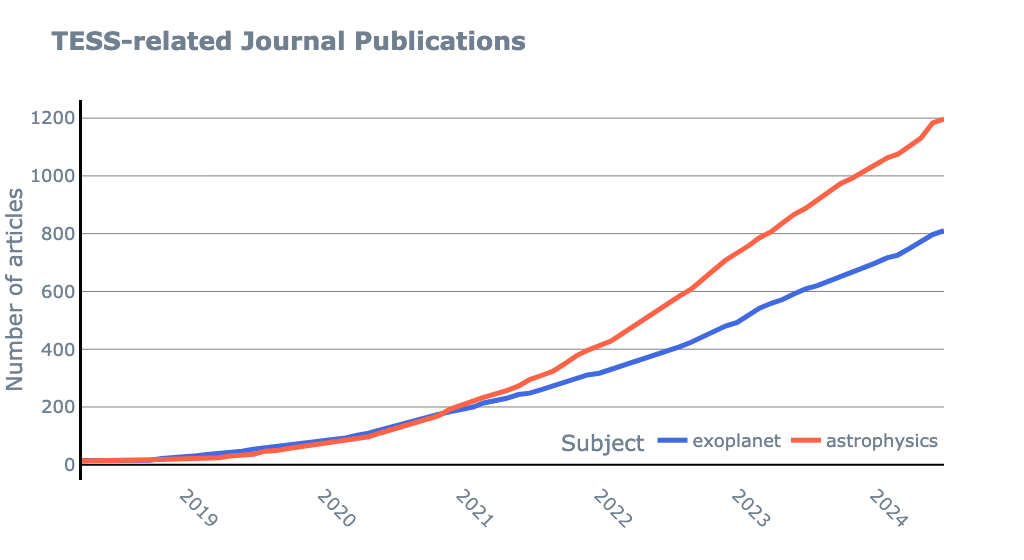 TESS-related Journal Publications
1200
1000
800
600
400
200
0
Number of articles
Subject exoplanet astrophysics
2019 2020 2021 2022 2023 2024